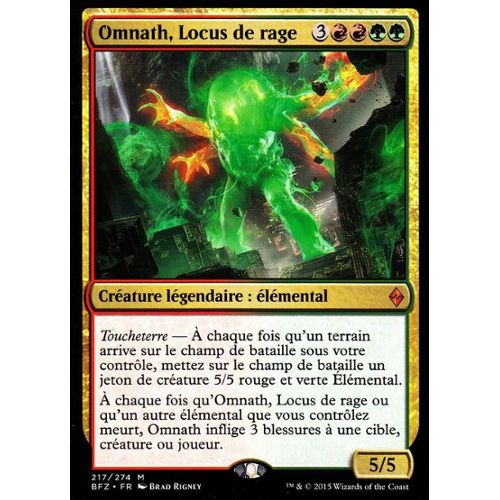 Omnath, Locus de rage 3
Créature légendaire : élémental
Toucheterre — À chaque fois qu'un terrain
arrive sur le champ de bataille sous votre
contrôle, mettez sur le champ de bataille un
jeton de créature 5/5 rouge et verte Élémental.
À chaque fois qu'Omnath, Locus de rage ou
qu'un autre élémental que vous contrôlez
meurt, Omnath inflige 3 blessures à une cible,
créature ou joueur.
5/5
217/274 M
BFZ • FR Brad Rigney
™ & © 2015 Wizards of the Coast